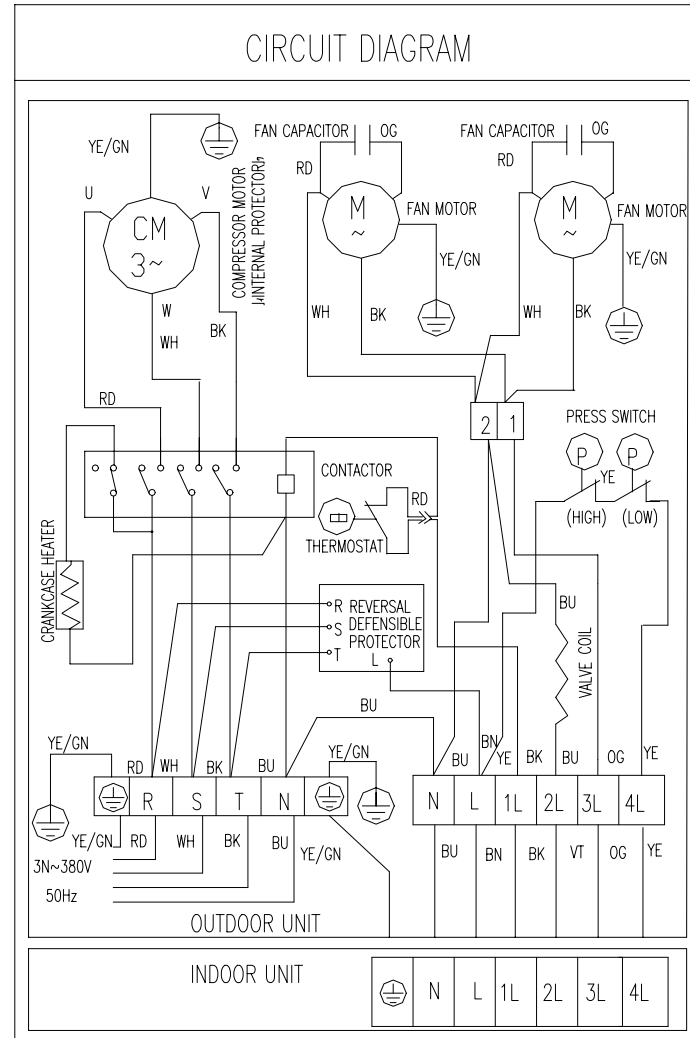 CIRCUIT DIAGRAM
FAN CAPACITOR OG
FAN CAPACITOR OG
YE/GN
RD
RD
U V
COMPRESSOR MOTOR
INTERNAL PROTECTOR
M
~
FAN MOTOR
M
~
FAN MOTOR
CM
3~
YE/GN
YE/GN
W
WH
BK
WH
BK
WH
BK
RD
2 1
PRESS SWITCH
P P
YE
(HIGH) (LOW)
CONTACTOR
RD
THERMOSTAT
CRANKCASE HEATER
R REVERSAL
S DEFENSIBLE
PROTECTOR
T
L
BU
VALVE COIL
BU
YE/GN
RD WH BK BU
YE/GN
BU BN YE BK BU OG YE
R S T N
N L 1L 2L 3L 4L
YE/GN RD WH BK BU YE/GN
BU BN BK VT OG YE
3N~380V
50Hz
OUTDOOR UNIT
INDOOR UNIT
N L 1L 2L 3L 4L